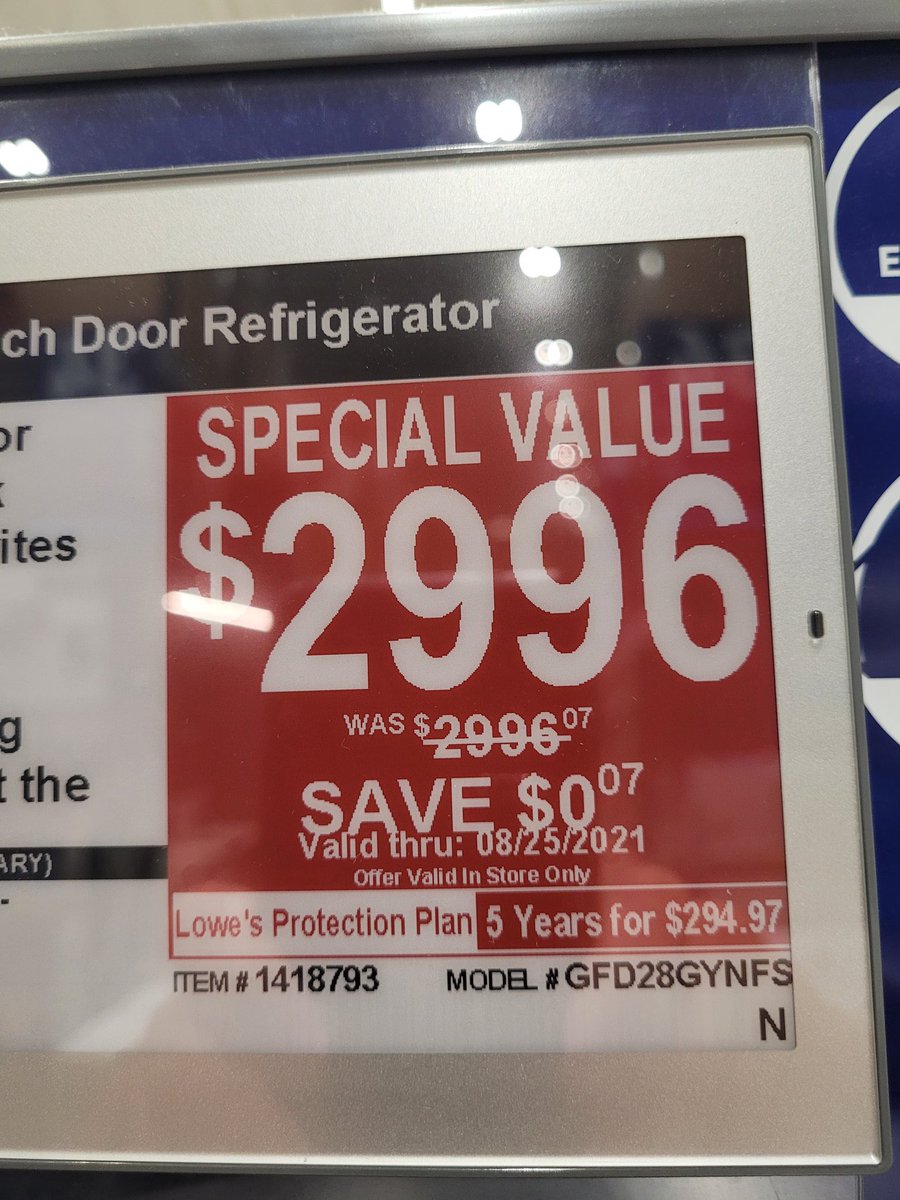 ch Door Refrigerator
SPECIAL VALUE
$2996
WAS $2996.07
SAVE $0.07
Valid thru: 08/25/2021
Offer Valid In Store Only
Lowe's Protection Plan 5 Years for $294.97
ITEM # 1418793 MODEL # GFD28GYNFS
N
or
k
ites
g
t the
ARY)
-
E